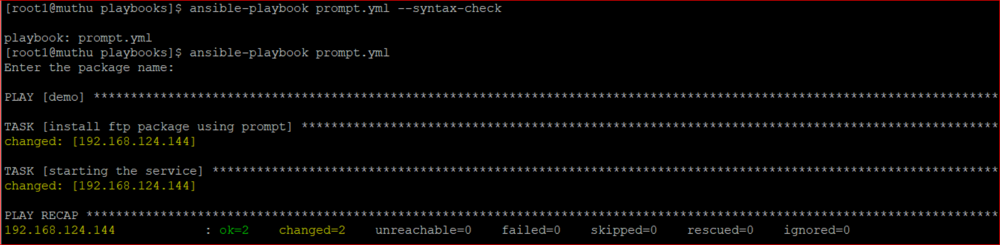 [root1@muthu playbooks]$ ansible-playbook prompt.yml --syntax-check
playbook: prompt.yml
[root1@muthu playbooks]$ ansible-playbook prompt.yml
Enter the package name:
PLAY [demo] **************************************************************************************************************************
TASK [install ftp package using prompt] **********************************************************************************************
changed: [192.168.124.144]
TASK [starting the service] **********************************************************************************************************
changed: [192.168.124.144]
PLAY RECAP ***************************************************************************************************************************
192.168.124.144 : ok=2 changed=2 unreachable=0 failed=0 skipped=0 rescued=0 ignored=0